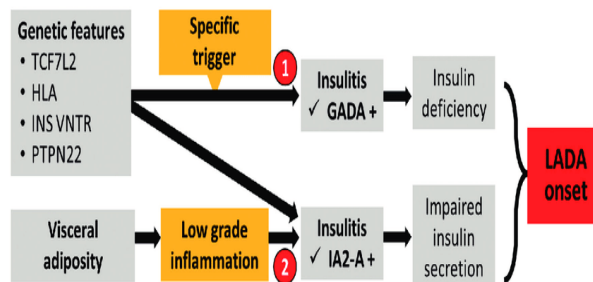 Genetic features
• TCF7L2
• HLA
• INS VNTR
• PTPN22
Specific
trigger
1
Insulitis
✓ GADA +
Insulin
deficiency
LADA
onset
Visceral
adiposity
Low grade
inflammation
2
Insulitis
✓ IA2-A +
Impaired
insulin
secretion